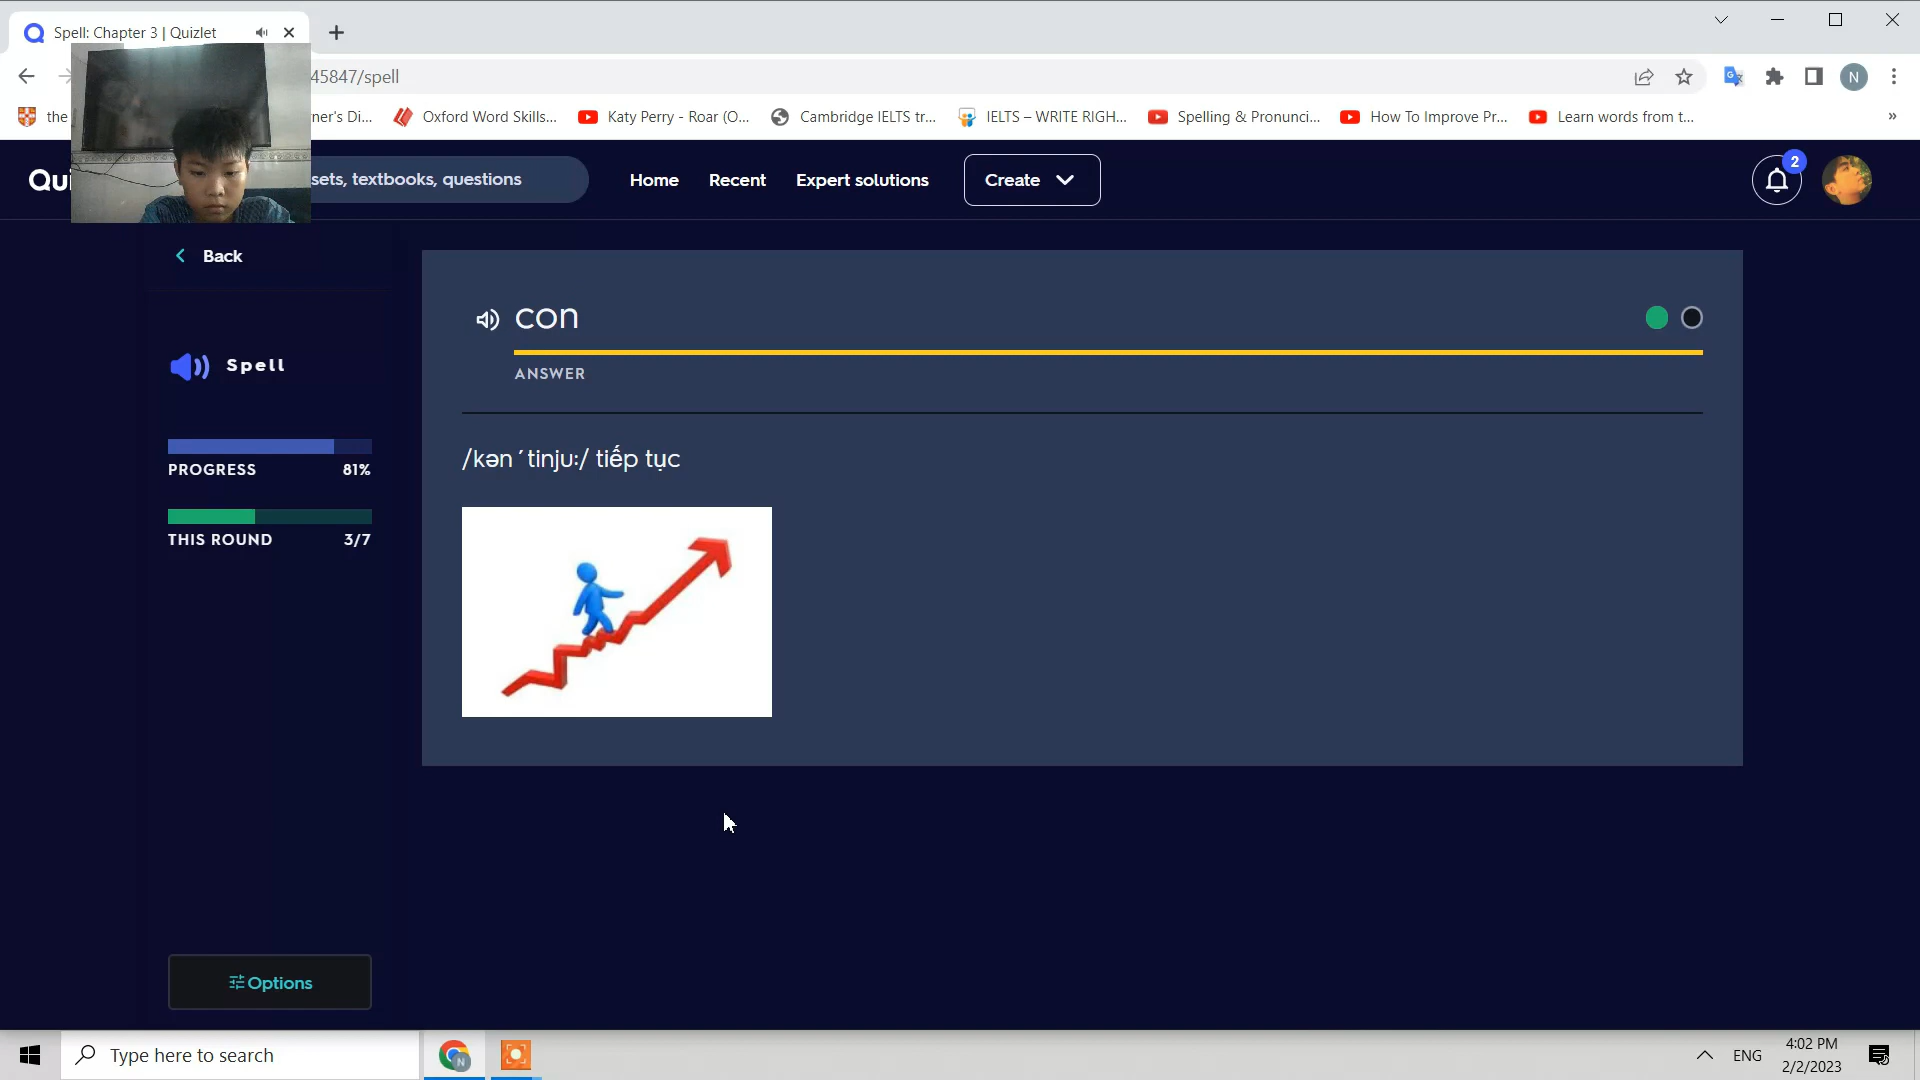 Spell: Chapter 3 | Quizlet
45847/spell
the
ner's Di...
Oxford Word Skills...
Katy Perry - Roar (O...
Cambridge IELTS tr...
IELTS – WRITE RIGH...
Spelling & Pronunci...
How To Improve Pr...
Learn words from t...
»
Qui
sets, textbooks, questions
Home
Recent
Expert solutions
Create
2
N
Back
con
ANSWER
Spell
PROGRESS 81%
THIS ROUND 3/7
/kən ˊtinju:/ tiếp tục
Options
Type here to search
N
ENG
4:02 PM
2/2/2023